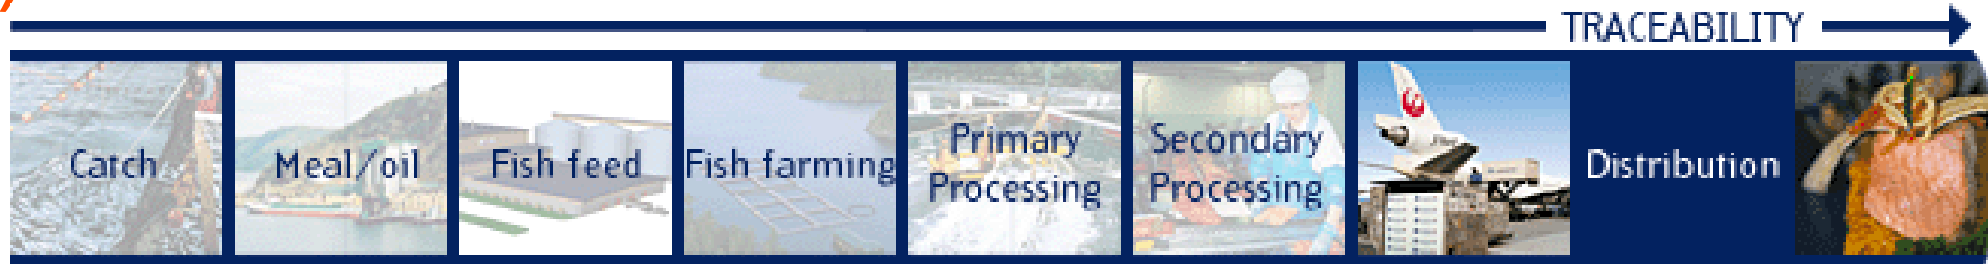 TRACEABILITY
Catch
Meal/oil
Fish feed
Fish farming
Primary
Processing
Secondary
Processing
Distribution